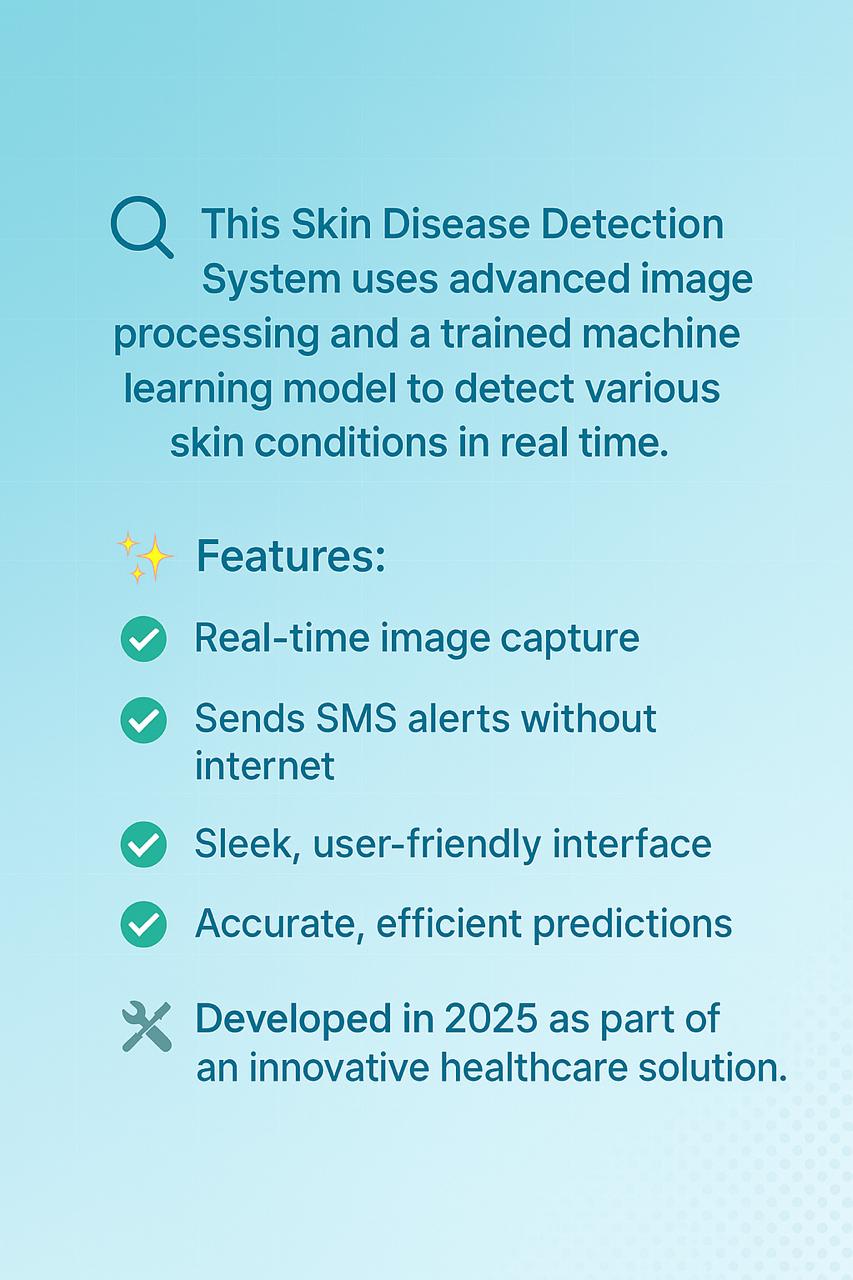 This Skin Disease Detection
System uses advanced image
processing and a trained machine
learning model to detect various
skin conditions in real time.
Features:
Real-time image capture
Sends SMS alerts without
internet
Sleek, user-friendly interface
Accurate, efficient predictions
Developed in 2025 as part of
an innovative healthcare solution.